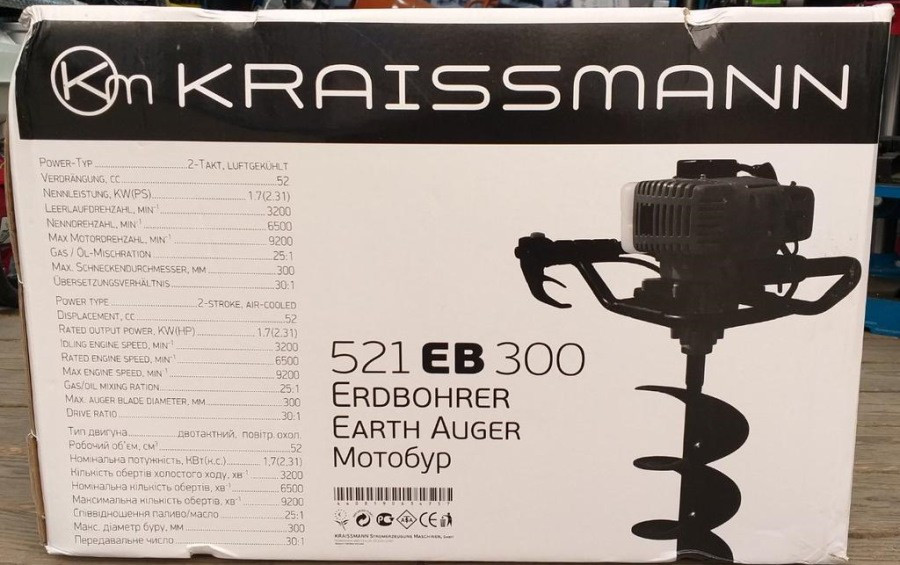 Km KRAISSMANN
POWER-TYP 2-TAKT, LUFTGEKÜHLT
VERDRÄNGUNG, CC 52
NENNLEISTUNG, KW(PS) 1.7(2.31)
LEERLAUFDREHZAHL, MIN⁻¹ 3200
NENNDREHZAHL, MIN⁻¹ 6500
MAX MOTORDREHZAHL, MIN⁻¹ 9200
GAS / ÖL-MISCHRATION 25:1
MAX. SCHNECKENDURCHMESSER, MM 300
ÜBERSETZUNGSVERHÄLTNIS 30:1
POWER TYPE 2-STROKE, AIR-COOLED
DISPLACEMENT, CC 52
RATED OUTPUT POWER, KW(HP) 1.7(2.31)
IDLING ENGINE SPEED, MIN⁻¹ 3200
RATED ENGINE SPEED, MIN⁻¹ 6500
MAX ENGINE SPEED, MIN⁻¹ 9200
GAS/OIL MIXING RATION 25:1
MAX. AUGER BLADE DIAMETER, MM 300
DRIVE RATIO 30:1
Тип двигуна двотактний, повітр.охол.
Робочий об'єм, см³ 52
Номінальна потужність, КВт(к.с.) 1,7(2.31)
Кількість обертів холостого ходу, хв⁻¹ 3200
Номінальна кількість обертів, хв⁻¹ 6500
Максимальна кількість обертів, хв⁻¹ 9200
Співвідношення паливо/масло 25:1
Макс. діаметр буру, мм 300
Передавальне число 30:1
521 EB 300
ERDBOHRER
EARTH AUGER
Мотобур
CE
KRAISSMANN STROMERZEUGUNG MASCHINEN, GMBH